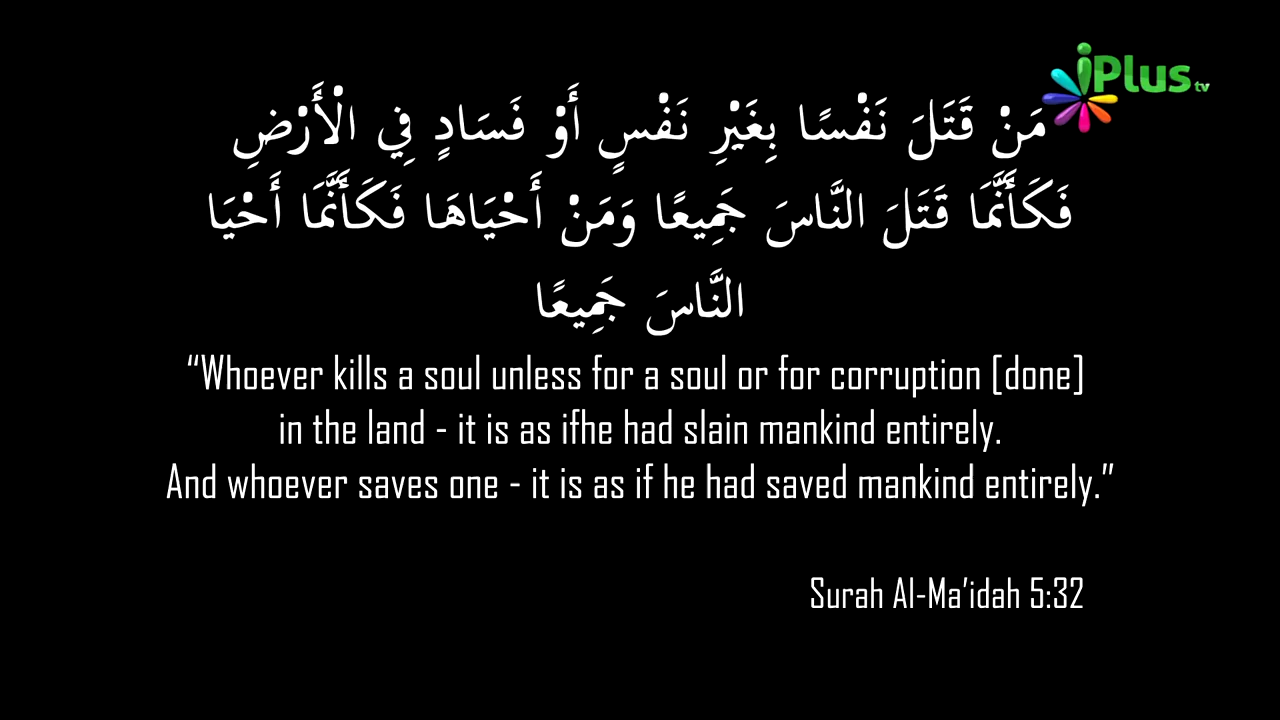 iPlus tv
مَنْ قَتَلَ نَفْسًا بِغَيْرِ نَفْسٍ أَوْ فَسَادٍ فِي الْأَرْضِ
فَكَأَنَّمَا قَتَلَ النَّاسَ جَمِيعًا وَمَنْ أَحْيَاهَا فَكَأَنَّمَا أَحْيَا
النَّاسَ جَمِيعًا
“Whoever kills a soul unless for a soul or for corruption [done]
in the land - it is as ifhe had slain mankind entirely.
And whoever saves one - it is as if he had saved mankind entirely.”
Surah Al-Ma’idah 5:32